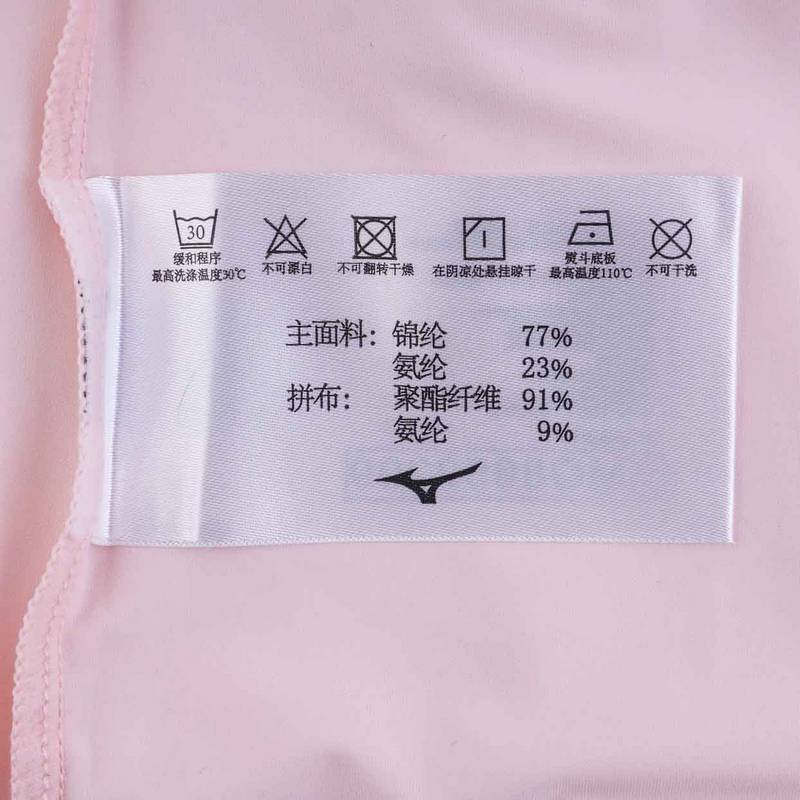 30
缓和程序
最高洗涤温度30℃
不可漂白
不可翻转干燥
在阴凉处悬挂晾干
熨斗底板
最高温度110℃
不可干洗
主面料: 锦纶 77%
氨纶 23%
拼布: 聚酯纤维 91%
氨纶 9%